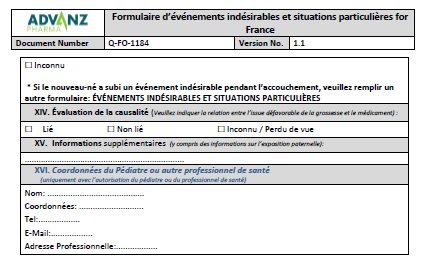 ADVANZ
PHARMA
Formulaire d'événements indésirables et situations particulières for
France
Document Number Q-FO-1184 Version No. 1.1
☐ Inconnu
* Si le nouveau-né a subi un événement indésirable pendant l'accouchement, veuillez remplir un
autre formulaire: ÉVÉNEMENTS INDÉSIRABLES ET SITUATIONS PARTICULIÈRES
XIV. Évaluation de la causalité (Veuillez indiquer la relation entre l'issue défavorable de la grossesse et le médicament) :
☐ Lié ☐ Non lié ☐ Inconnu / Perdu de vue
XV. Informations supplémentaires (y compris des informations sur l'exposition paternelle):
................................................................
XVI. Coordonnées du Pédiatre ou autre professionnel de santé
(uniquement avec l'autorisation du pédiatre ou du professionnel de santé)
Nom: .......................................
Coordonnées: ..........................
Tel:.................
E-Mail:.................
Adresse Professionnelle:.................